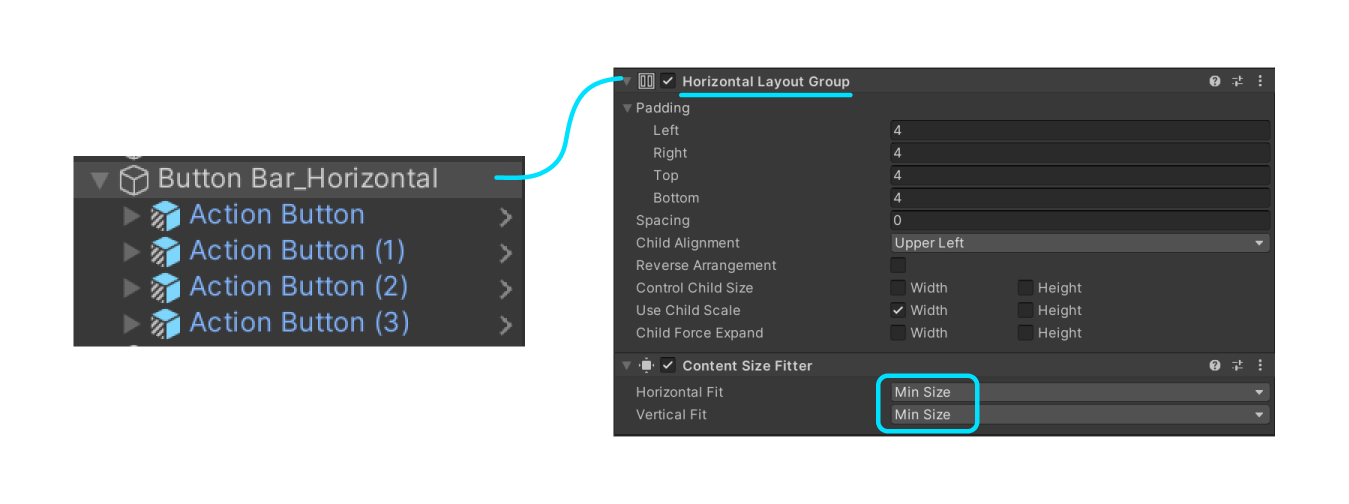 Button Bar_Horizontal
Action Button
Action Button (1)
Action Button (2)
Action Button (3)
Horizontal Layout Group
Padding
Left 4
Right 4
Top 4
Bottom 4
Spacing 0
Child Alignment Upper Left
Reverse Arrangement
Control Child Size Width Height
Use Child Scale Width Height
Child Force Expand Width Height
Content Size Fitter
Horizontal Fit Min Size
Vertical Fit Min Size